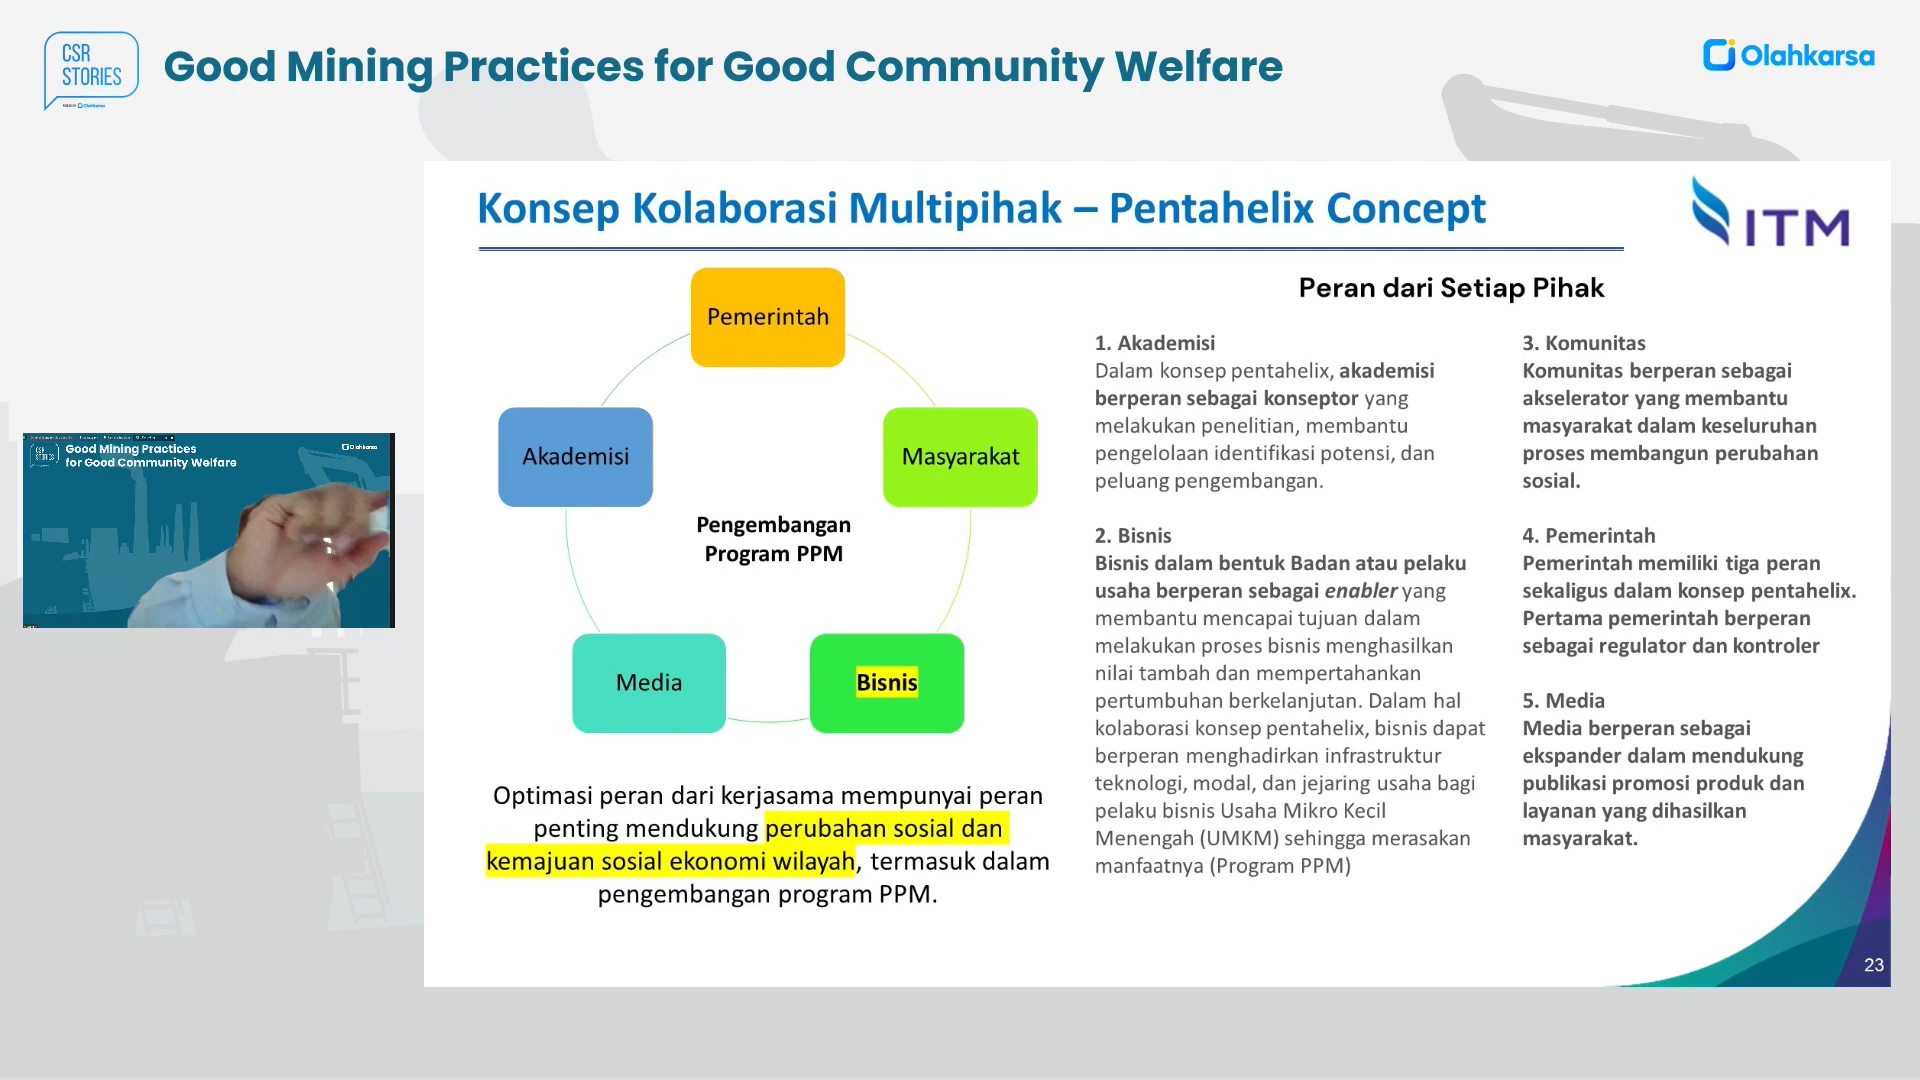 CSR
STORIES
Olahkarsa
Good Mining Practices for Good Community Welfare
Olahkarsa
Konsep Kolaborasi Multipihak – Pentahelix Concept
ITM
Pemerintah
Akademisi
Masyarakat
Pengembangan
Program PPM
Media
Bisnis
Optimasi peran dari kerjasama mempunyai peran
penting mendukung perubahan sosial dan
kemajuan sosial ekonomi wilayah, termasuk dalam
pengembangan program PPM.
Peran dari Setiap Pihak
1. Akademisi
Dalam konsep pentahelix, akademisi
berperan sebagai konseptor yang
melakukan penelitian, membantu
pengelolaan identifikasi potensi, dan
peluang pengembangan.
2. Bisnis
Bisnis dalam bentuk Badan atau pelaku
usaha berperan sebagai enabler yang
membantu mencapai tujuan dalam
melakukan proses bisnis menghasilkan
nilai tambah dan mempertahankan
pertumbuhan berkelanjutan. Dalam hal
kolaborasi konsep pentahelix, bisnis dapat
berperan menghadirkan infrastruktur
teknologi, modal, dan jejaring usaha bagi
pelaku bisnis Usaha Mikro Kecil
Menengah (UMKM) sehingga merasakan
manfaatnya (Program PPM)
3. Komunitas
Komunitas berperan sebagai
akselerator yang membantu
masyarakat dalam keseluruhan
proses membangun perubahan
sosial.
4. Pemerintah
Pemerintah memiliki tiga peran
sekaligus dalam konsep pentahelix.
Pertama pemerintah berperan
sebagai regulator dan kontroler
5. Media
Media berperan sebagai
ekspander dalam mendukung
publikasi promosi produk dan
layanan yang dihasilkan
masyarakat.
23
CSR
STORIES
Good Mining Practices
for Good Community Welfare
Olahkarsa